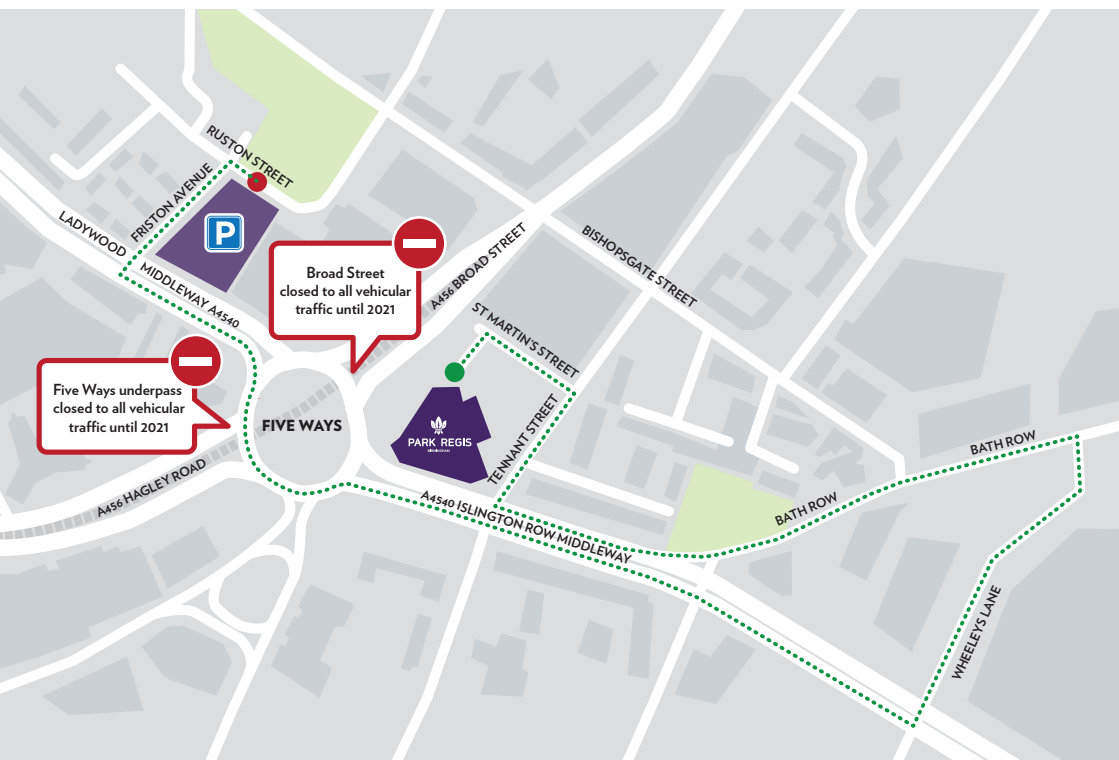 RUSTON STREET
FRISTON AVENUE
P
LADYWOOD
MIDDLEWAY A4540
Broad Street
closed to all vehicular
traffic until 2021
A456 BROAD STREET
BISHOPSGATE STREET
ST MARTIN'S STREET
Five Ways underpass
closed to all vehicular
traffic until 2021
FIVE WAYS
PARK REGIS
BIRMINGHAM
TENNANT STREET
A456 HAGLEY ROAD
A4540 ISLINGTON ROW MIDDLEWAY
BATH ROW
BATH ROW
WHEELEYS LANE